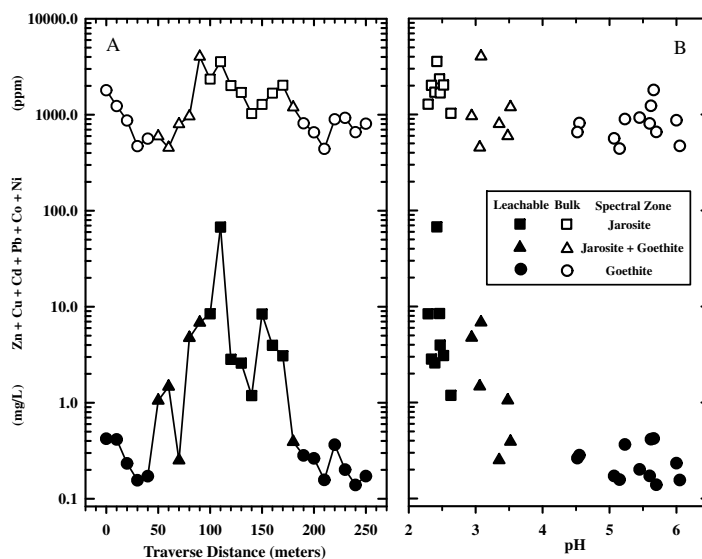 A
B
10000.0
1000.0
100.0
10.0
1.0
0.1
(mg/L) Zn + Cu + Cd + Pb + Co + Ni (ppm)
Leachable Bulk Spectral Zone
Jarosite
Jarosite + Goethite
Goethite
0 50 100 150 200 250
Traverse Distance (meters)
2 3 4 5 6
pH